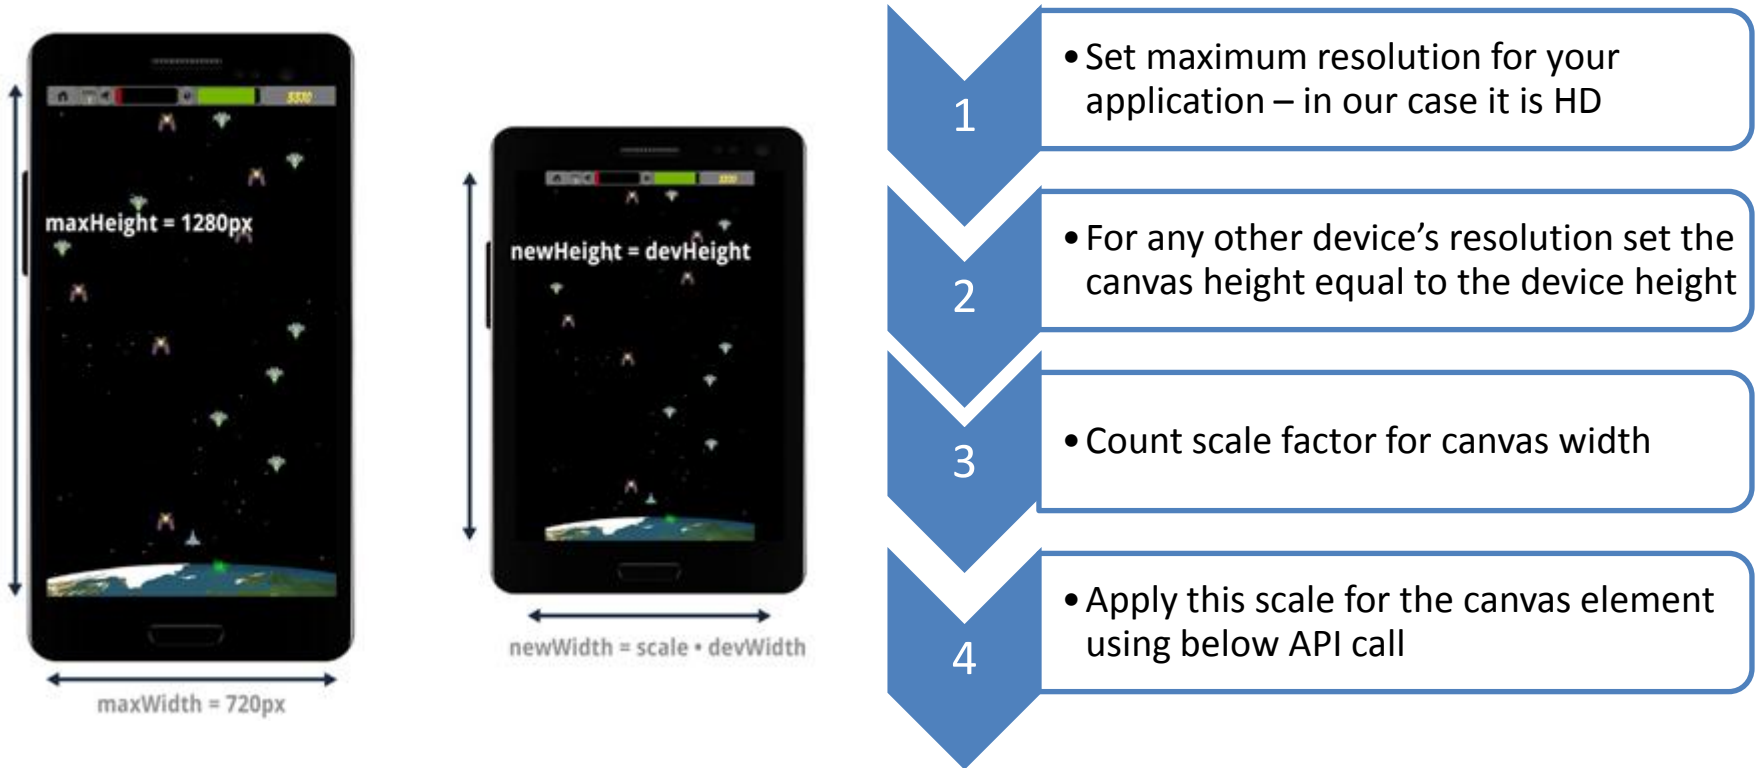 5330
maxHeight = 1280px
maxWidth = 720px
newHeight = devHeight
newWidth = scale • devWidth
1
• Set maximum resolution for your
application – in our case it is HD
2
• For any other device’s resolution set the
canvas height equal to the device height
3
• Count scale factor for canvas width
4
• Apply this scale for the canvas element
using below API call